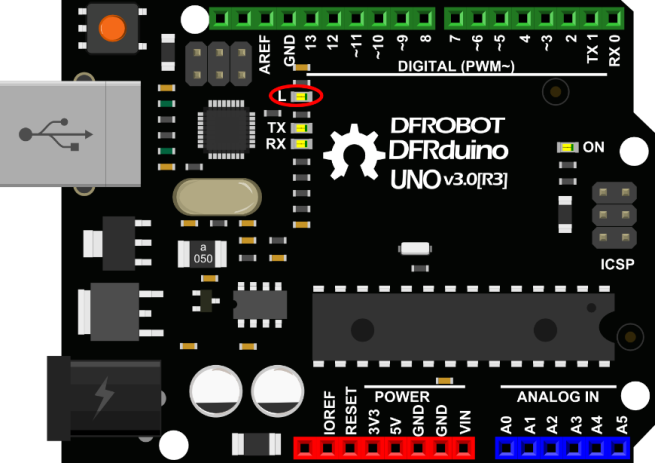 AREF
GND
13
12
~11
~10
~9
8
7
~6
~5
4
~3
2
TX 1
RX 0
DIGITAL (PWM~)
L
TX
RX
DFROBOT
DFRduino
UNO v3.0[R3]
ON
ICSP
a
050
POWER
ANALOG IN
IOREF
RESET
3V3
5V
GND
GND
VIN
A0
A1
A2
A3
A4
A5